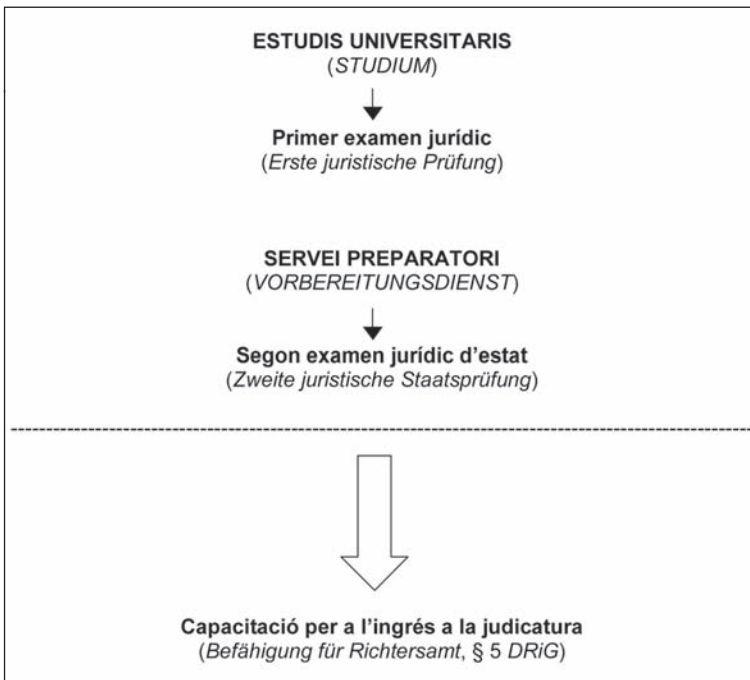 ESTUDIS UNIVERSITARIS
(STUDIUM)
Primer examen jurídic
(Erste juristische Prüfung)
SERVEI PREPARATORI
(VORBEREITUNGSDIENST)
Segon examen jurídic d’estat
(Zweite juristische Staatsprüfung)
Capacitació per a l’ingrés a la judicatura
(Befähigung für Richtersamt, § 5 DRiG)